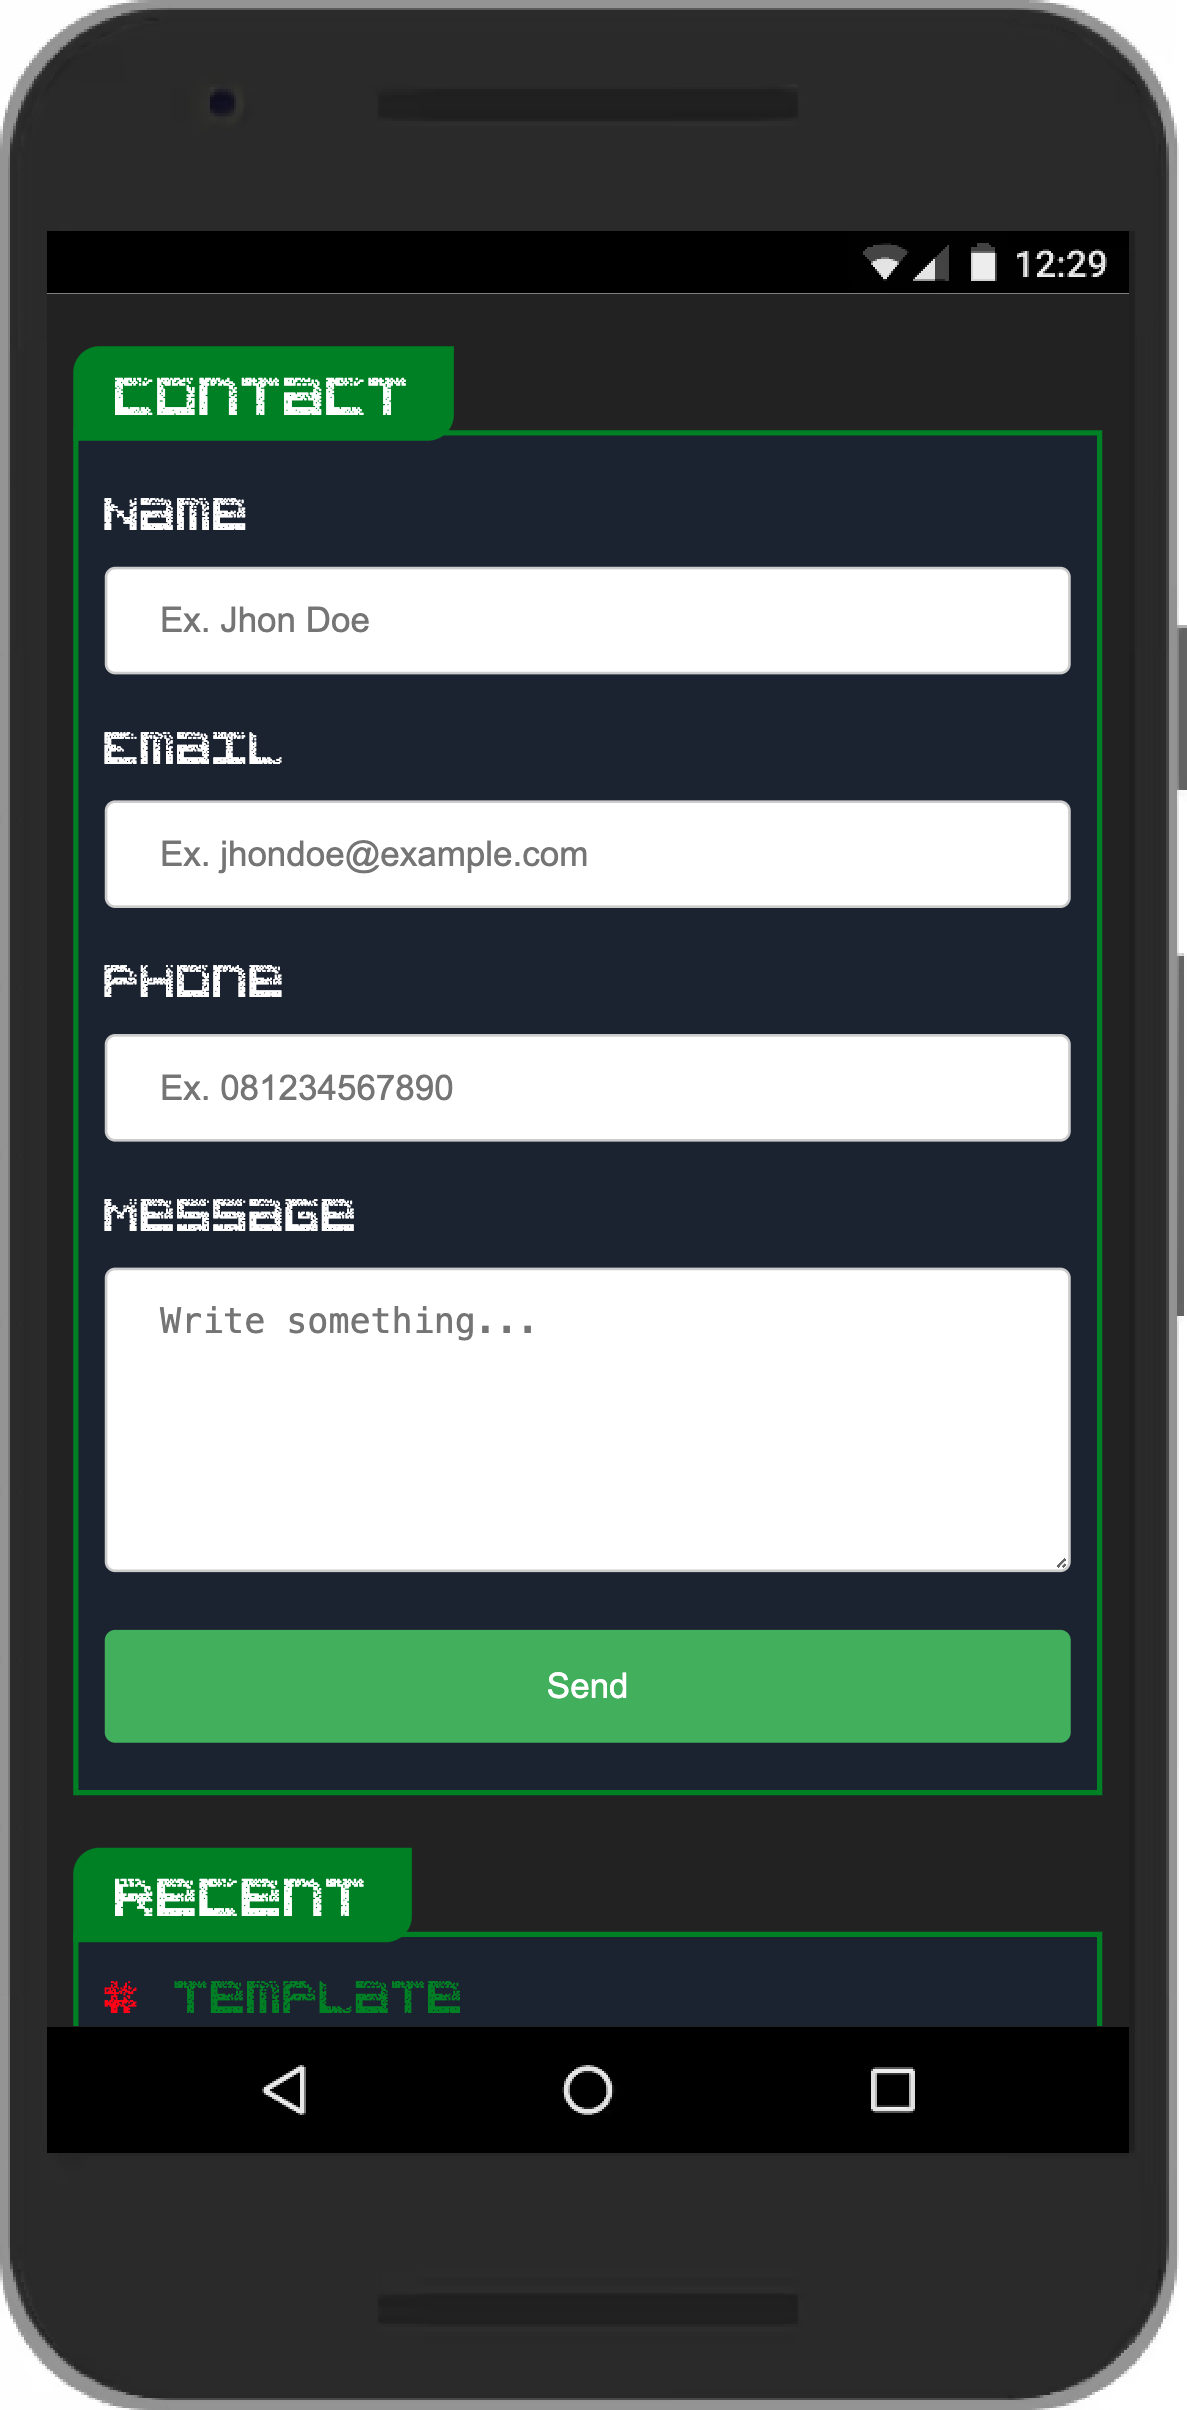 12:29
CONTACT
NAME
Ex. Jhon Doe
EMAIL
Ex. jhondoe@example.com
PHONE
Ex. 081234567890
MESSAGE
Write something...
Send
RECENT
# TEMPLATE